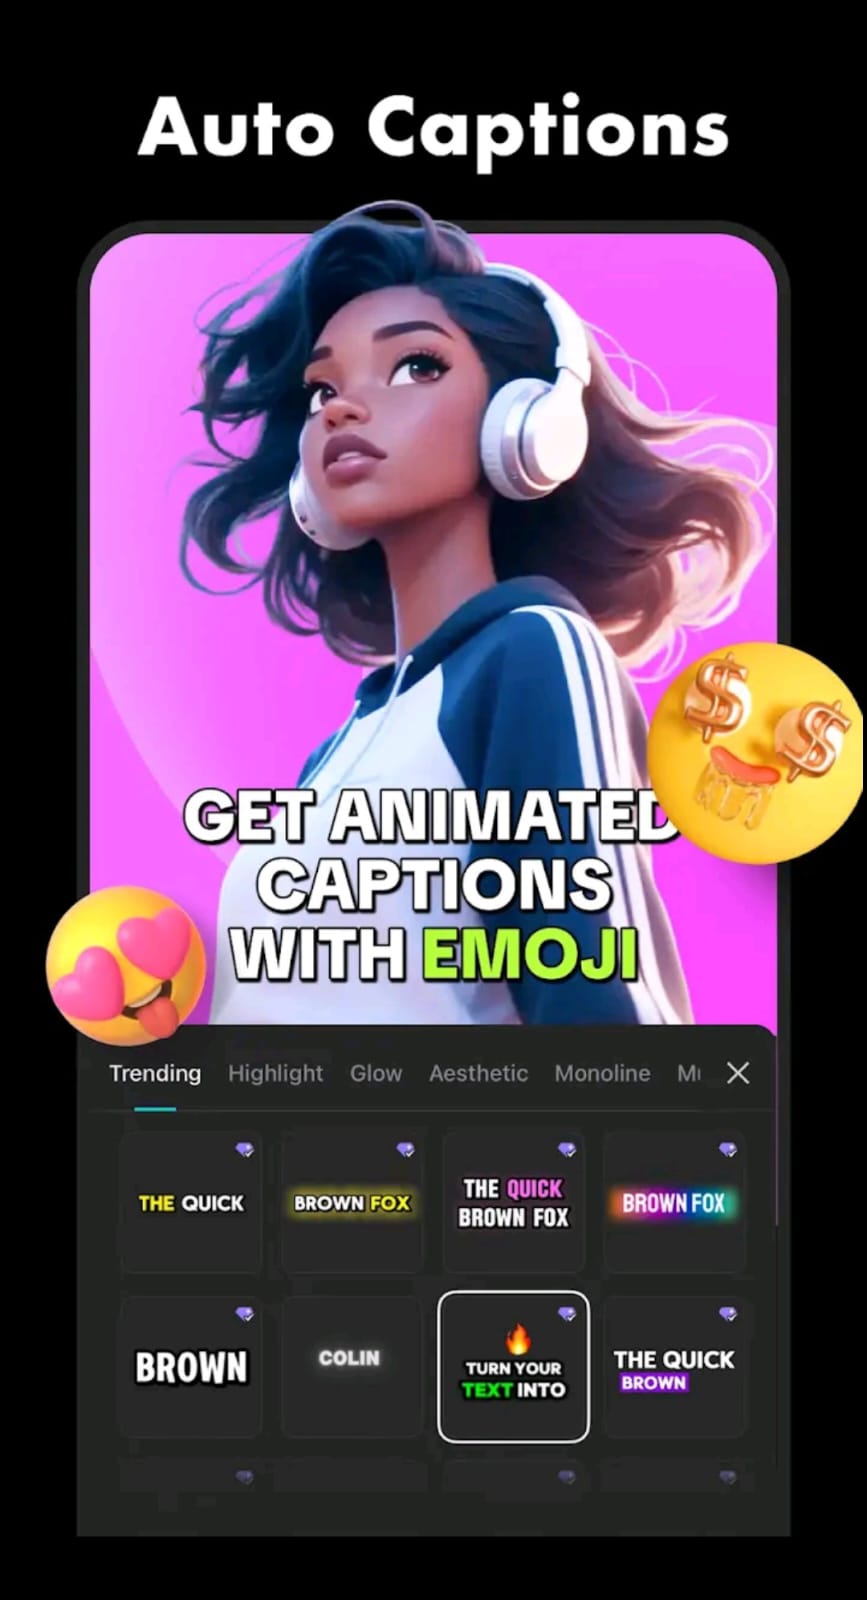 Auto Captions
GET ANIMATED
CAPTIONS
WITH EMOJI
Trending Highlight Glow Aesthetic Monoline
THE QUICK
BROWN FOX
THE QUICK
BROWN FOX
BROWN FOX
BROWN
COLIN
TURN YOUR
TEXT INTO
THE QUICK
BROWN